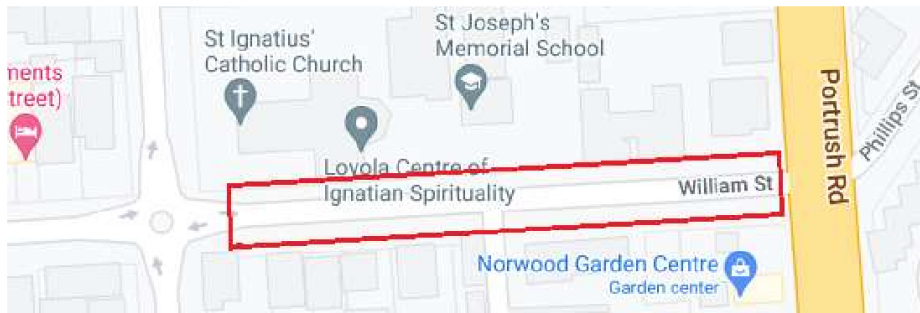 St Ignatius'
Catholic Church
St Joseph's
Memorial School
ments
treet)
Loyola Centre of
Ignatian Spirituality
William St
Portrush Rd
Phillips St
Norwood Garden Centre
Garden center